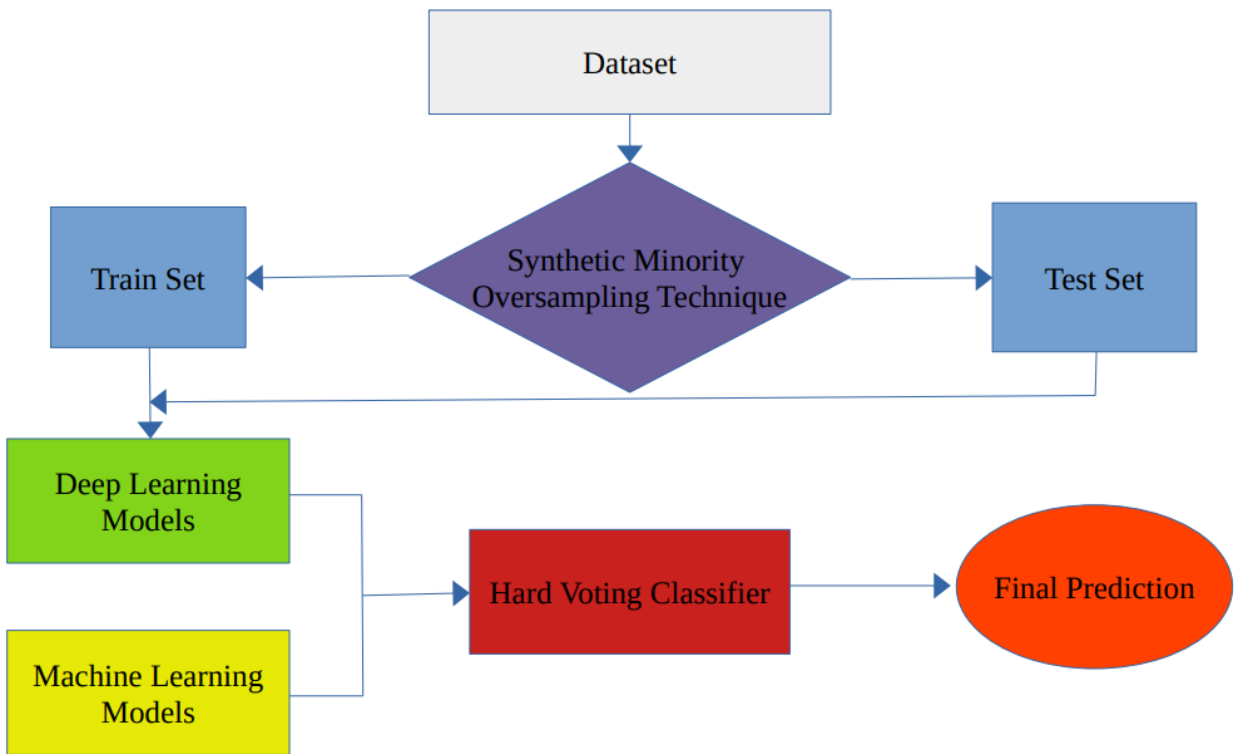 Dataset
Synthetic Minority
Oversampling Technique
Train Set
Test Set
Deep Learning
Models
Machine Learning
Models
Hard Voting Classifier
Final Prediction